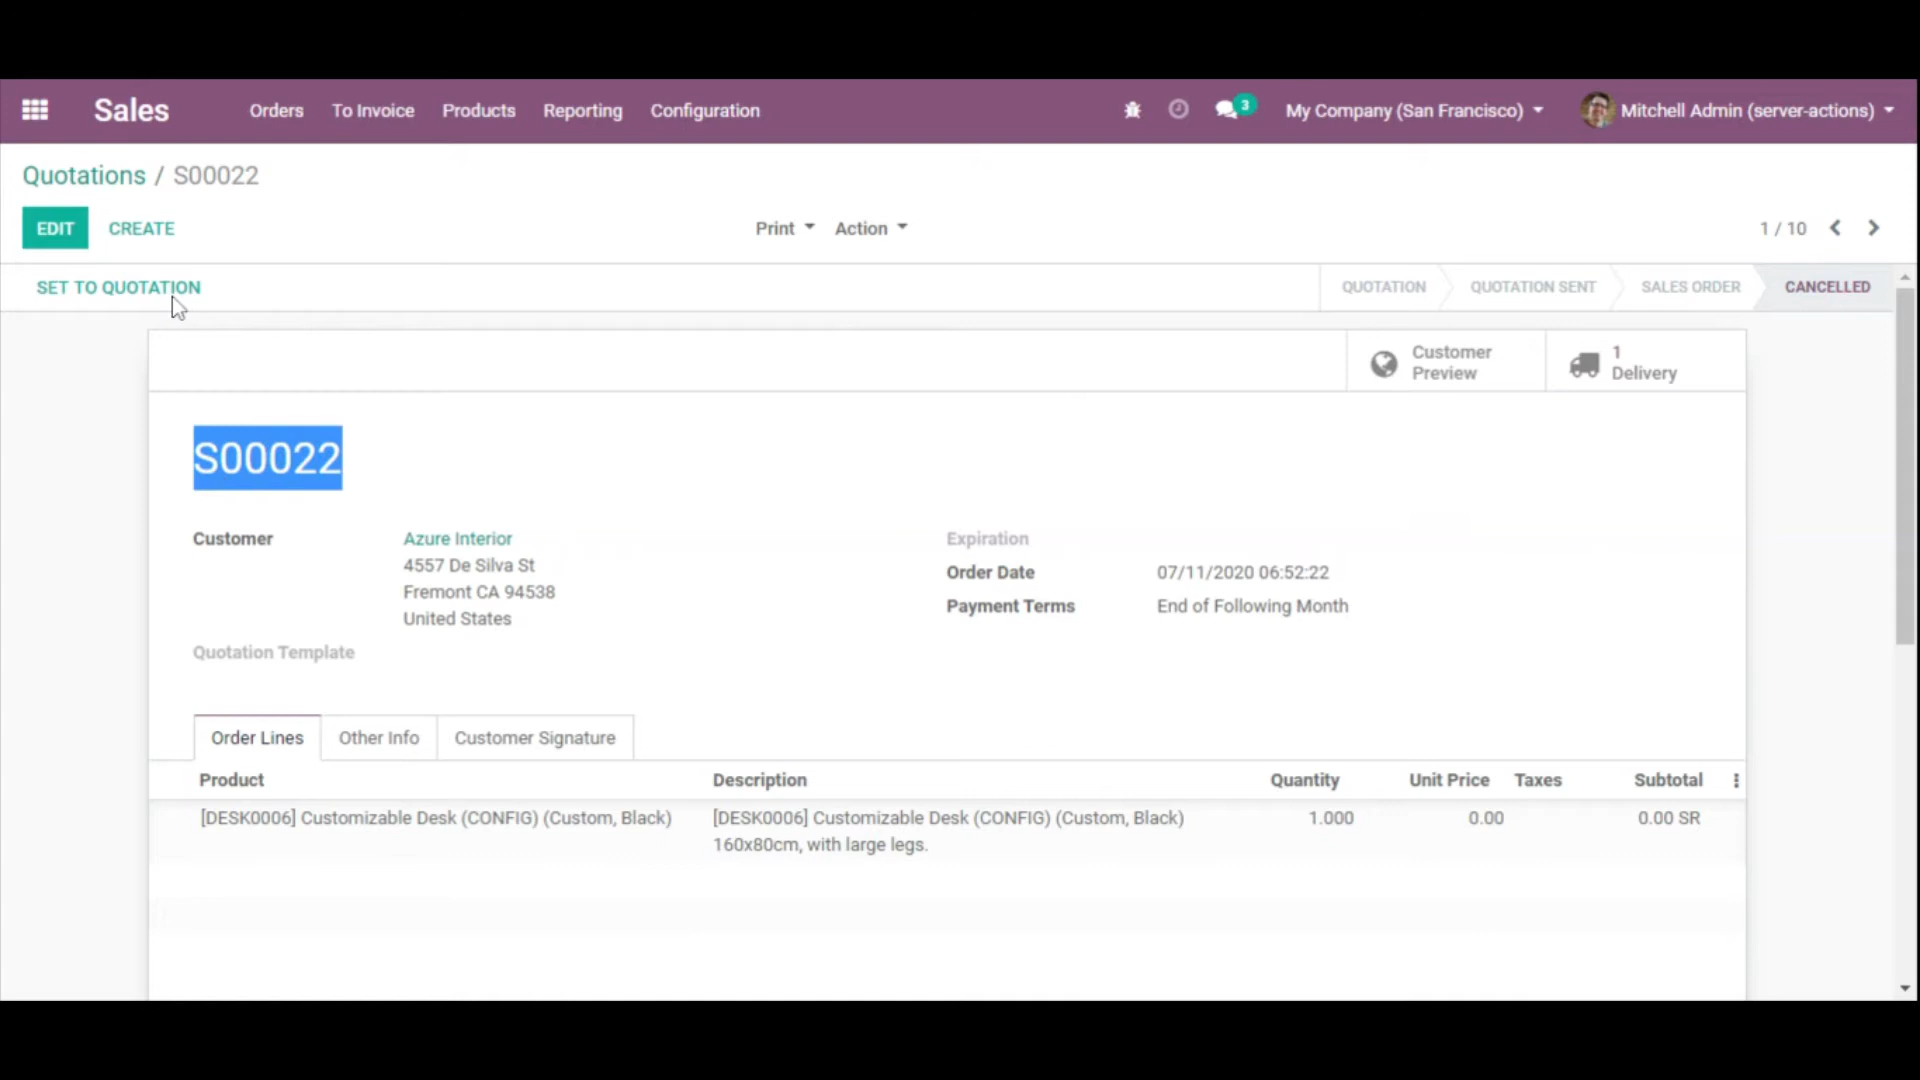 Sales Orders To Invoice Products Reporting Configuration 3 My Company (San Francisco) Mitchell Admin (server-actions)
Quotations / S00022
EDIT CREATE Print Action 1 / 10
SET TO QUOTATION QUOTATION QUOTATION SENT SALES ORDER CANCELLED
Customer Preview
1 Delivery
S00022
Customer Azure Interior
4557 De Silva St
Fremont CA 94538
United States
Quotation Template
Expiration
Order Date 07/11/2020 06:52:22
Payment Terms End of Following Month
Order Lines Other Info Customer Signature
Product Description Quantity Unit Price Taxes Subtotal
[DESK0006] Customizable Desk (CONFIG) (Custom, Black) [DESK0006] Customizable Desk (CONFIG) (Custom, Black) 1.000 0.00 0.00 SR
160x80cm, with large legs.